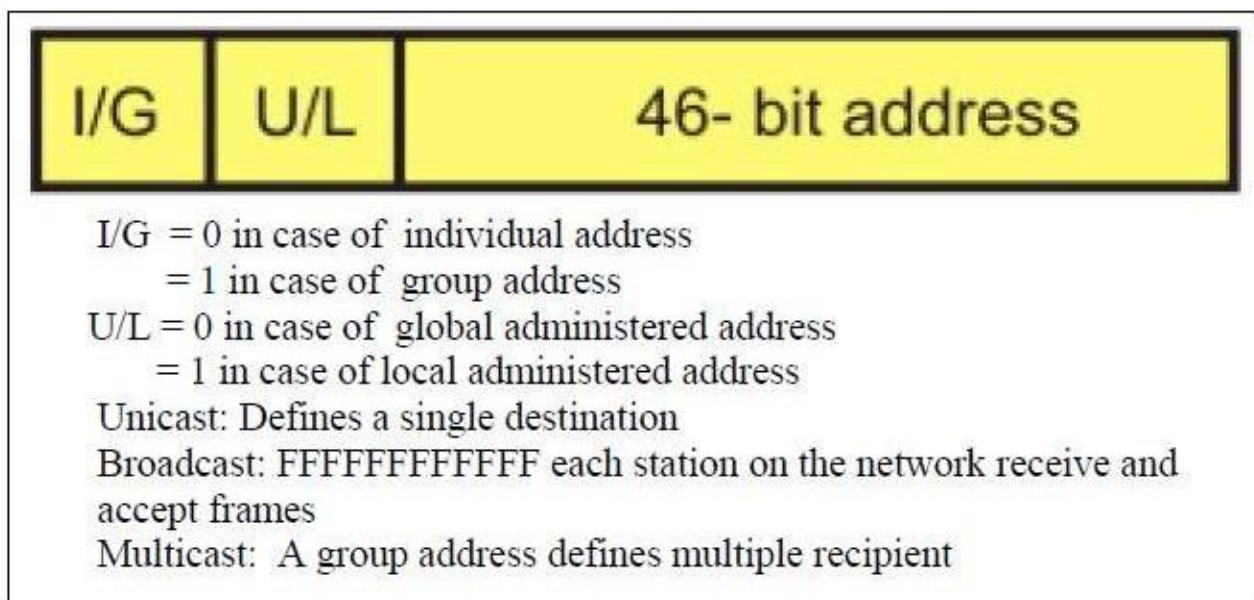 I/G U/L 46- bit address
I/G = 0 in case of individual address
= 1 in case of group address
U/L = 0 in case of global administered address
= 1 in case of local administered address
Unicast: Defines a single destination
Broadcast: FFFFFFFFFFFF each station on the network receive and
accept frames
Multicast: A group address defines multiple recipient